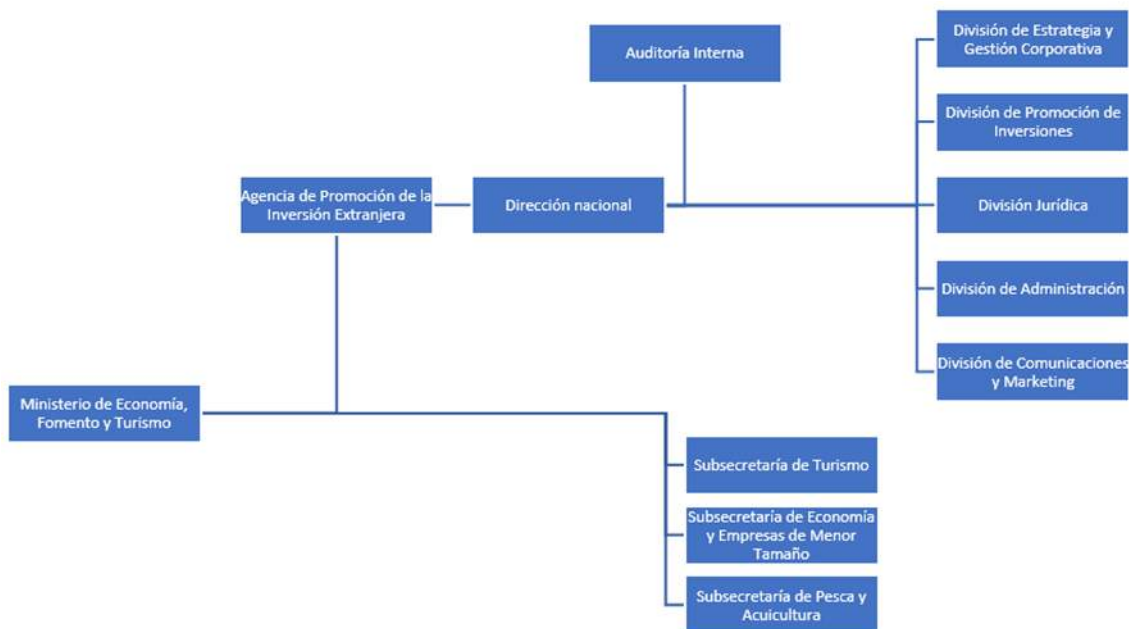 Auditoría Interna
División de Estrategia y
Gestión Corporativa
División de Promoción de
Inversiones
Agencia de Promoción de la
Inversión Extranjera
Dirección nacional
División Jurídica
División de Administración
División de Comunicaciones
y Marketing
Ministerio de Economía,
Fomento y Turismo
Subsecretaría de Turismo
Subsecretaría de Economía
y Empresas de Menor
Tamaño
Subsecretaría de Pesca y
Acuicultura